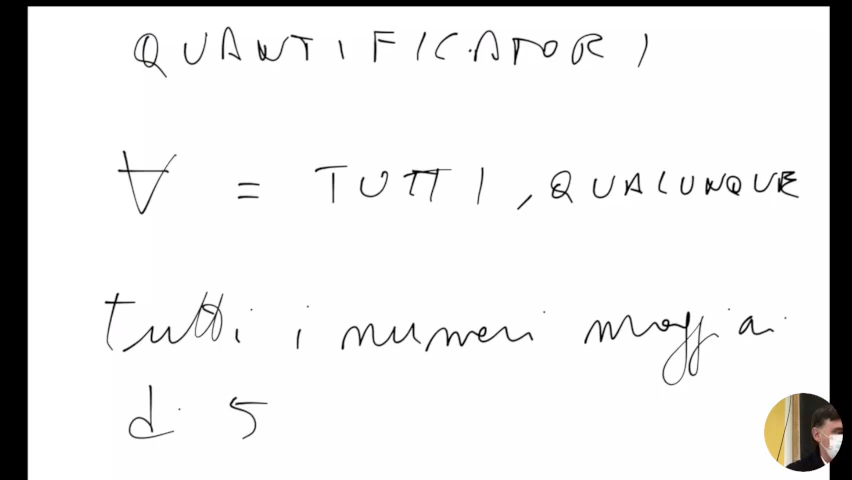 QUANTIFICATORI
∀ = TUTTI, QUALUNQUE
tutti i numeri maggiori
di 5